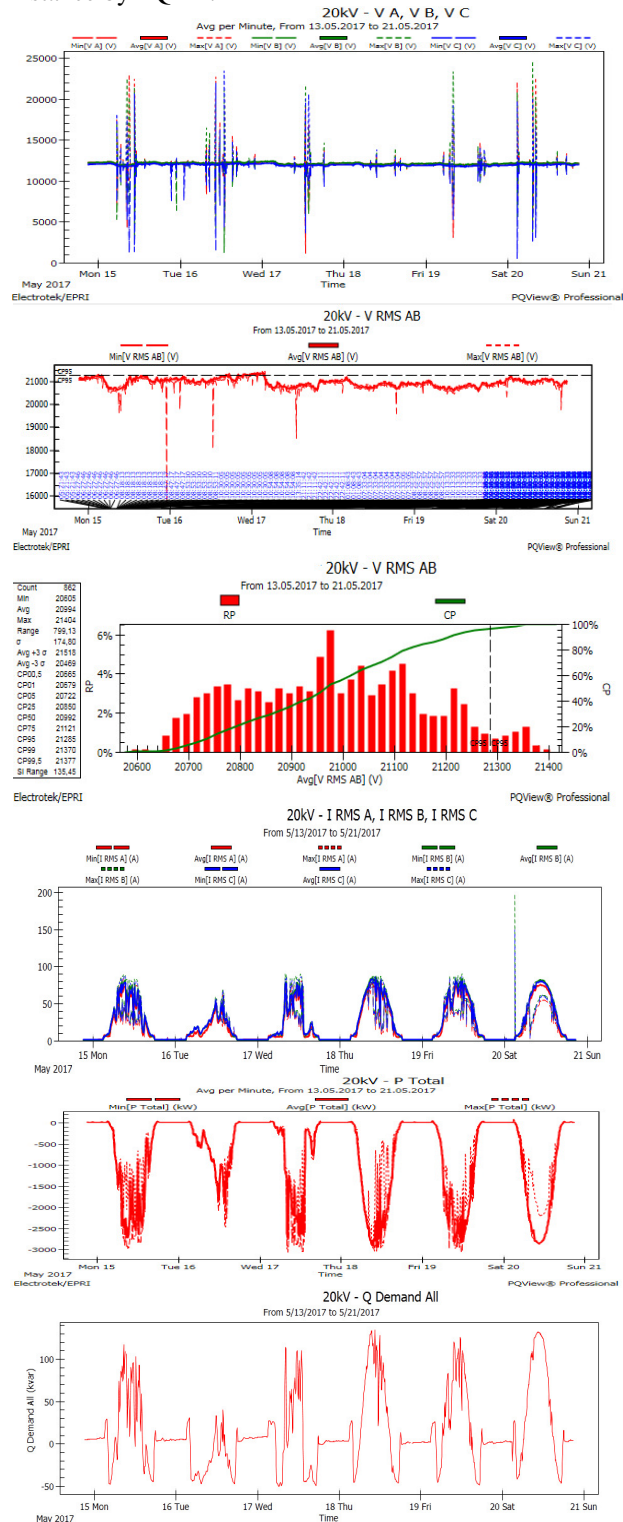 20kV - V A, V B, V C
Avg per Minute, From 13.05.2017 to 21.05.2017
Min[V A] (V) Avg[V A] (V) Max[V A] (V) Min[V B] (V) Avg[V B] (V) Max[V B] (V) Min[V C] (V) Avg[V C] (V) Max[V C] (V)
25000
20000
15000
10000
5000
0
Mon 15 Tue 16 Wed 17 Thu 18 Fri 19 Sat 20 Sun 21
May 2017 Time
Electrotek/EPRI PQView® Professional
20kV - V RMS AB
From 13.05.2017 to 21.05.2017
Min[V RMS AB] (V) Avg[V RMS AB] (V) Max[V RMS AB] (V)
CP95
CP95
21000
20000
19000
18000
17000
16000
Mon 15 Tue 16 Wed 17 Thu 18 Fri 19 Sat 20 Sun 21
May 2017 Time
Electrotek/EPRI PQView® Professional
20kV - V RMS AB
From 13.05.2017 to 21.05.2017
RP CP
Count 862
Min 20605
Avg 20994
Max 21404
Range 799,13
σ 174,80
Avg +3 σ 21518
Avg -3 σ 20469
CP00,5 20665
CP01 20679
CP05 20722
CP25 20850
CP50 20992
CP75 21121
CP95 21285
CP99 21370
CP99,5 21377
SI Range 135,45
6%
4%
2%
0%
RP
100%
80%
60%
40%
20%
0%
CP
CP95 CP95
20600 20700 20800 20900 21000 21100 21200 21300 21400
Avg[V RMS AB] (V)
Electrotek/EPRI PQView® Professional
20kV - I RMS A, I RMS B, I RMS C
From 5/13/2017 to 5/21/2017
Min[I RMS A] (A) Avg[I RMS A] (A) Max[I RMS A] (A) Min[I RMS B] (A) Avg[I RMS B] (A)
Max[I RMS B] (A) Min[I RMS C] (A) Avg[I RMS C] (A) Max[I RMS C] (A)
200
150
100
50
0
15 Mon 16 Tue 17 Wed 18 Thu 19 Fri 20 Sat 21 Sun
May 2017 Time
20kV - P Total
Avg per Minute, From 13.05.2017 to 21.05.2017
Min[P Total] (kW) Avg[P Total] (kW) Max[P Total] (kW)
0
-500
-1000
-1500
-2000
-2500
-3000
Mon 15 Tue 16 Wed 17 Thu 18 Fri 19 Sat 20 Sun 21
May 2017 Time
Electrotek/EPRI PQView® Professional
20kV - Q Demand All
From 5/13/2017 to 5/21/2017
Q Demand All (kvar)
100
50
0
-50
15 Mon 16 Tue 17 Wed 18 Thu 19 Fri 20 Sat 21 Sun
May 2017 Time